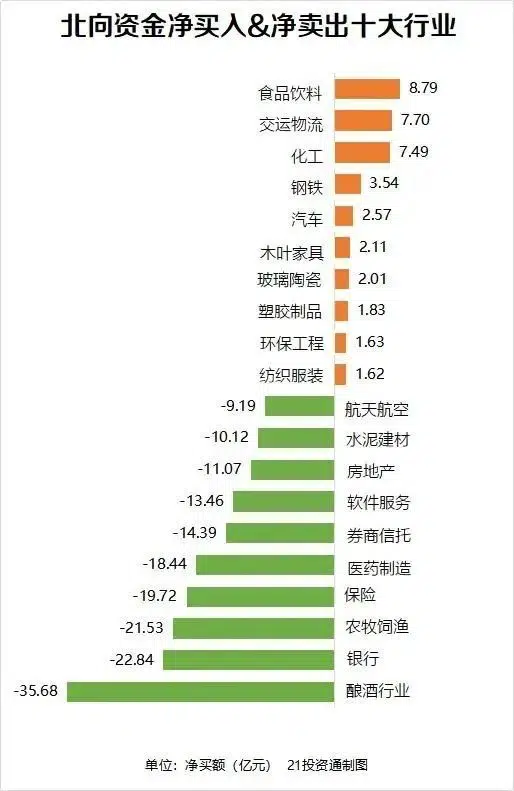 北向资金净买入&净卖出十大行业
食品饮料 8.79
交运物流 7.70
化工 7.49
钢铁 3.54
汽车 2.57
木叶家具 2.11
玻璃陶瓷 2.01
塑胶制品 1.83
环保工程 1.63
纺织服装 1.62
-9.19 航天航空
-10.12 水泥建材
-11.07 房地产
-13.46 软件服务
-14.39 券商信托
-18.44 医药制造
-19.72 保险
-21.53 农牧饲渔
-22.84 银行
-35.68 酿酒行业
单位：净买额（亿元） 21投资通制图